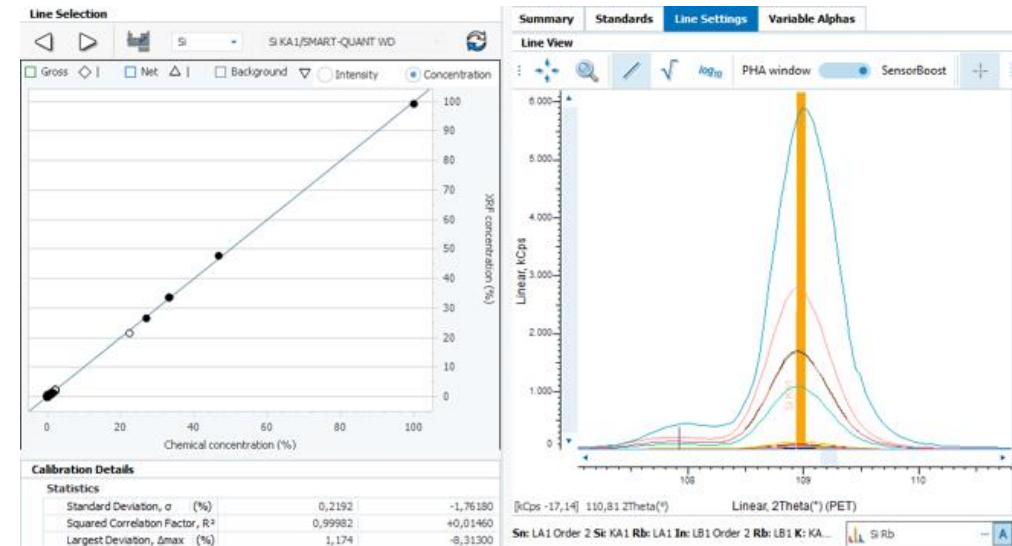 Line Selection
Si
Si KA1/SMART-QUANT WD
Gross
Net
Background
Intensity
Concentration
100
90
80
70
60
50
40
30
20
10
0
XRF concentration (%)
0 20 40 60 80 100
Chemical concentration (%)
Calibration Details
Statistics
Standard Deviation, σ (%) 0,2192 -1,76180
Squared Correlation Factor, R² 0,99982 +0,01460
Largest Deviation, Δmax (%) 1,174 -8,31300
Summary Standards Line Settings Variable Alphas
Line View
log10 PHA window SensorBoost
6.000
5.000
4.000
3.000
2.000
1.000
0
Linear, kCps
Si KA1
108 109 110
[kCps -17,14] 110,81 2Theta(°) Linear, 2Theta(°) (PET)
Sn: LA1 Order 2 Si: KA1 Rb: LA1 In: LB1 Order 2 Rb: LB1 K: KA... Si Rb ... A